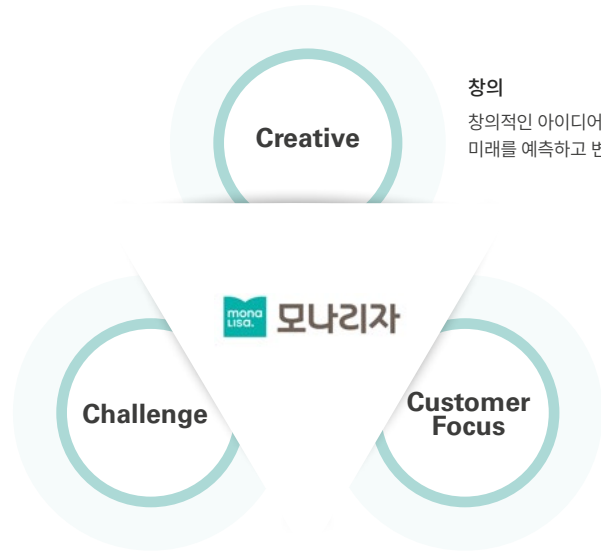 Creative
창의
창의적인 아이디어
미래를 예측하고
mona
LISa.
모나리자
Challenge
Customer
Focus